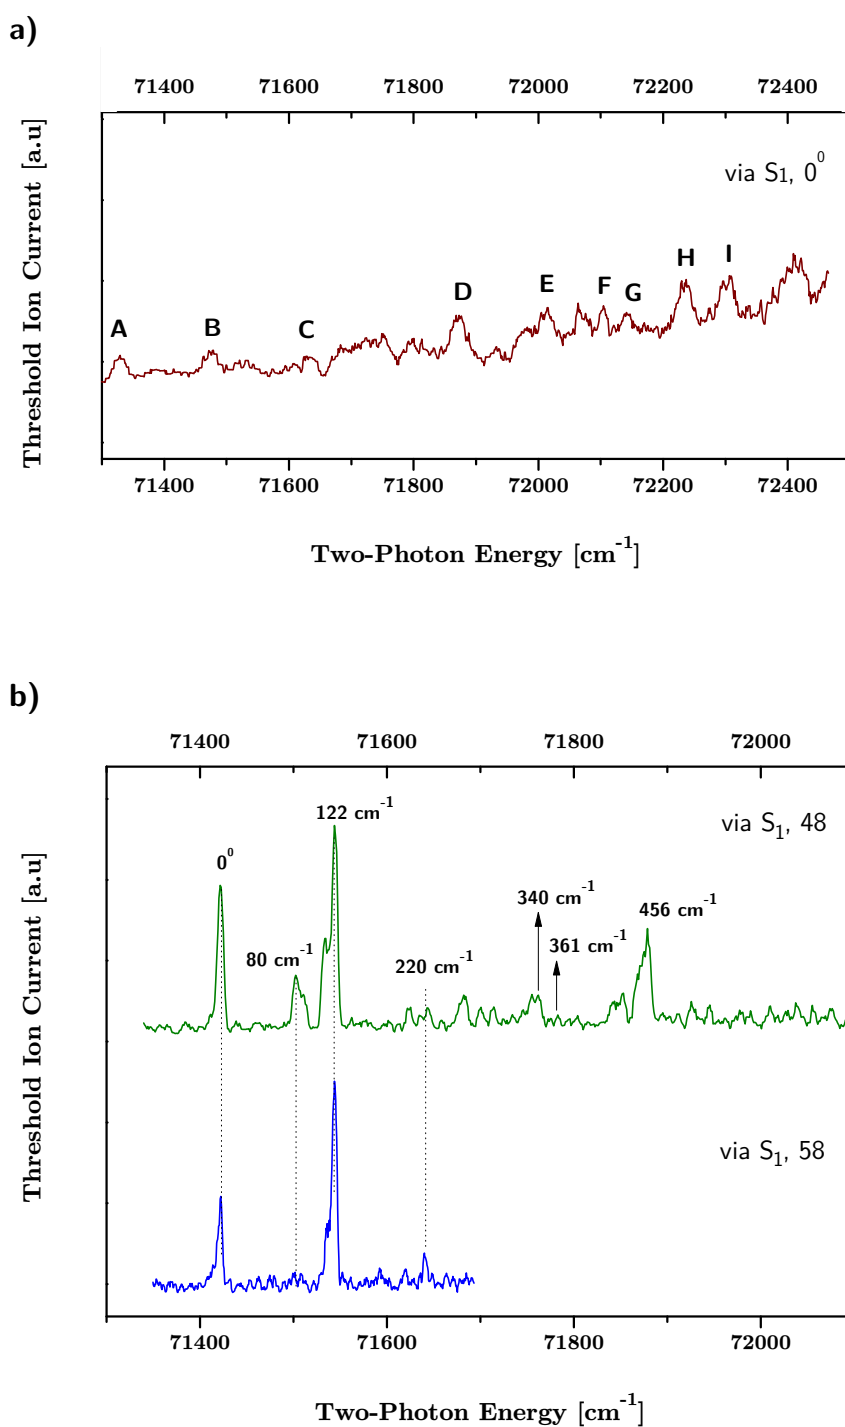 a)
71400 71600 71800 72000 72200 72400
Threshold Ion Current [a.u]
via S1, 0⁰
A B C D E F G H I
71400 71600 71800 72000 72200 72400
Two-Photon Energy [cm⁻¹]
b)
71400 71600 71800 72000
Threshold Ion Current [a.u]
via S₁, 48
0⁰
80 cm⁻¹
122 cm⁻¹
220 cm⁻¹
340 cm⁻¹
361 cm⁻¹
456 cm⁻¹
via S₁, 58
71400 71600 71800 72000
Two-Photon Energy [cm⁻¹]